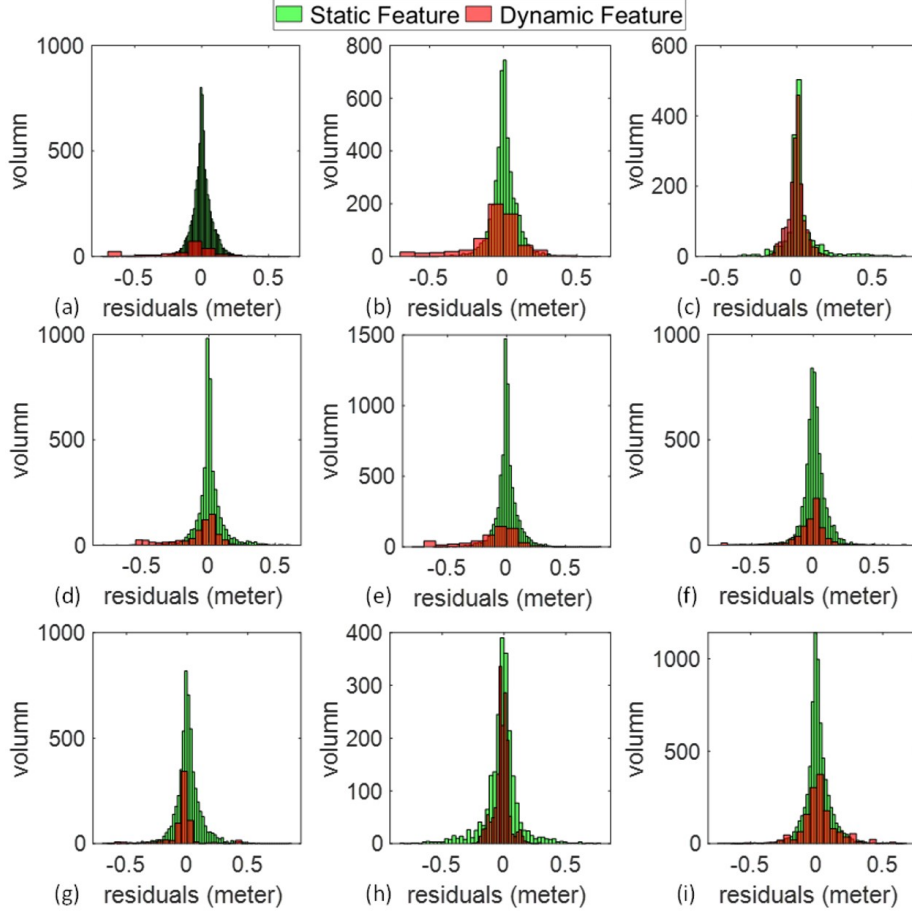 Static Feature Dynamic Feature
1000
500
0
volumn
-0.5 0 0.5
(a) residuals (meter)
800
600
400
200
0
volumn
-0.5 0 0.5
(b) residuals (meter)
600
400
200
0
volumn
-0.5 0 0.5
(c) residuals (meter)
1000
500
0
volumn
-0.5 0 0.5
(d) residuals (meter)
1500
1000
500
0
volumn
-0.5 0 0.5
(e) residuals (meter)
1000
500
0
volumn
-0.5 0 0.5
(f) residuals (meter)
1000
500
0
volumn
-0.5 0 0.5
(g) residuals (meter)
400
300
200
100
0
volumn
-0.5 0 0.5
(h) residuals (meter)
1000
500
0
volumn
-0.5 0 0.5
(i) residuals (meter)